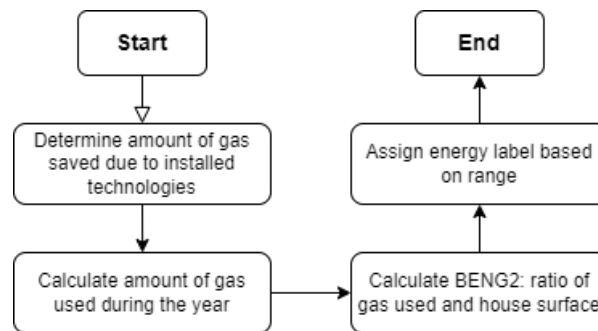 Start
Determine amount of gas
saved due to installed
technologies
Calculate amount of gas
used during the year
Calculate BENG2: ratio of
gas used and house surface
Assign energy label based
on range
End